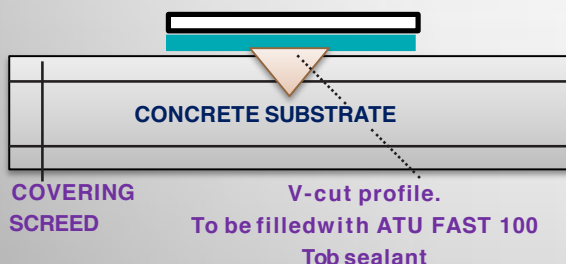 CONCRETE SUBSTRATE
COVERING
SCREED
V-cut profile.
To be filledwith ATU FAST 100
Tob sealant